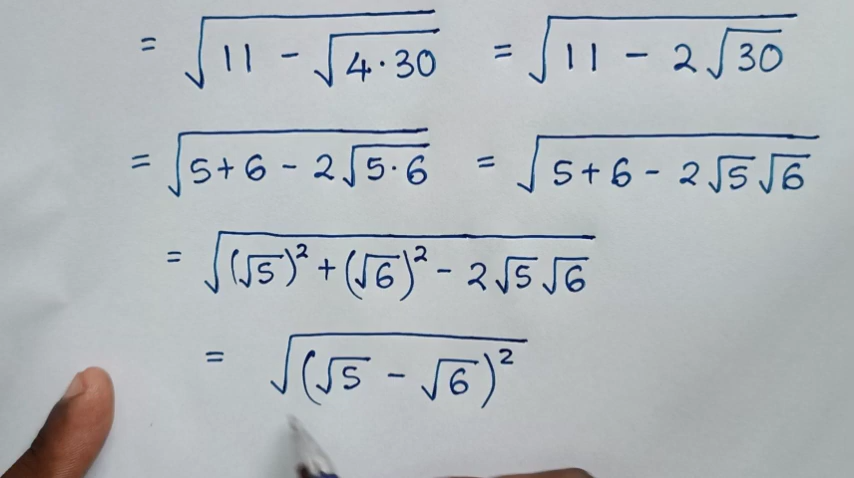 = √(11 - √(4·30)) = √(11 - 2√30)
= √(5+6 - 2√(5·6)) = √(5+6 - 2√5√6)
= √((√5)² + (√6)² - 2√5√6)
= √((√5 - √6)²)